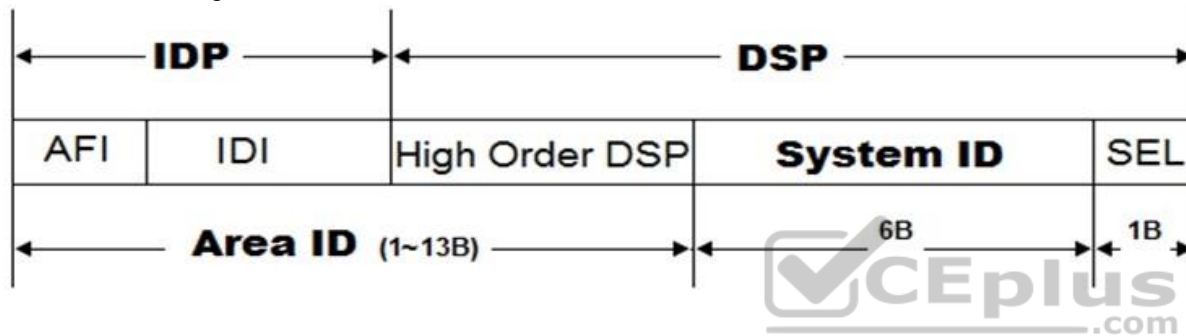 IDP DSP
AFI IDI High Order DSP System ID SEL
Area ID (1~13B) 6B 1B
CEplus
.com